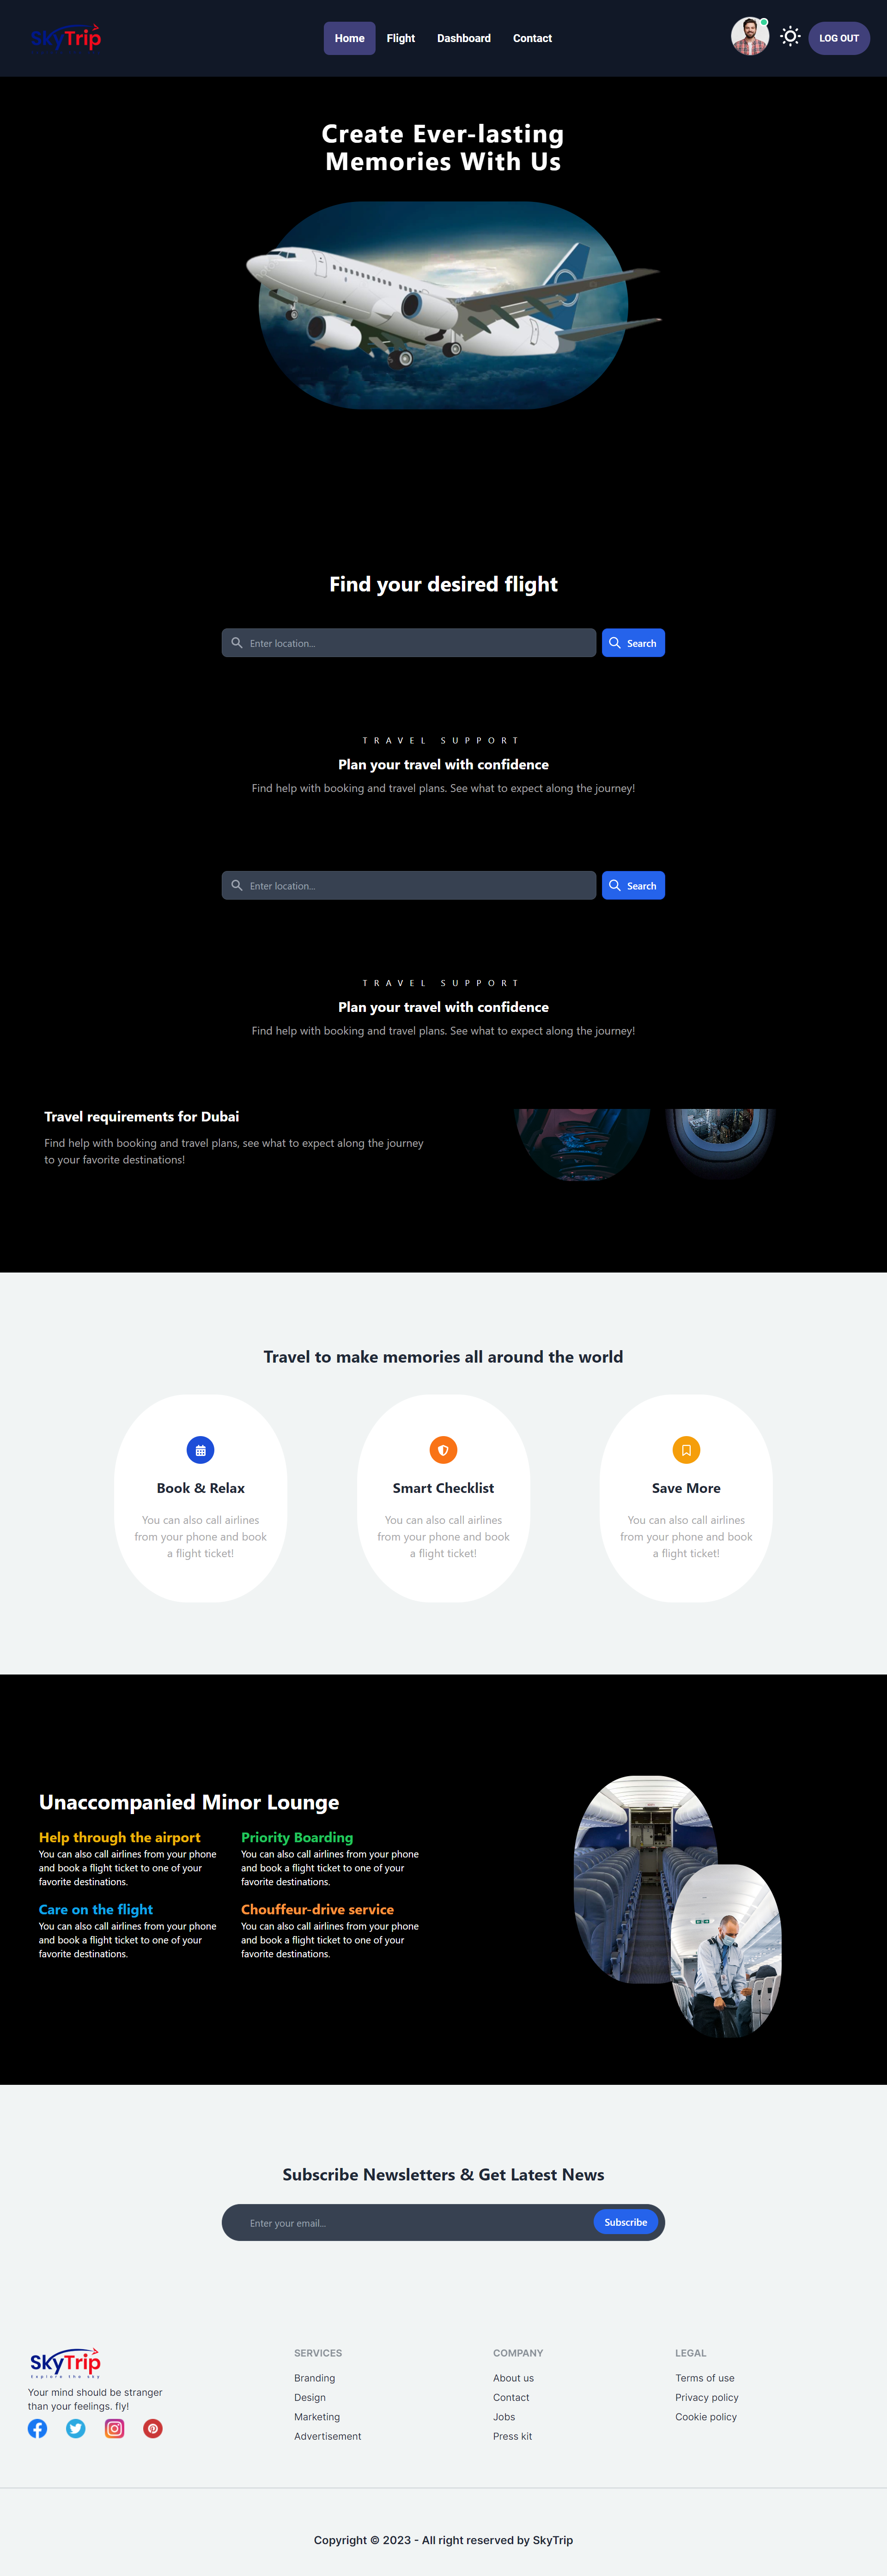 SkyTrip
Home
Flight
Dashboard
Contact
LOG OUT
Create Ever-lasting
Memories With Us
Find your desired flight
Enter location...
Search
TRAVEL SUPPORT
Plan your travel with confidence
Find help with booking and travel plans. See what to expect along the journey!
Enter location...
Search
TRAVEL SUPPORT
Plan your travel with confidence
Find help with booking and travel plans. See what to expect along the journey!
Travel requirements for Dubai
Find help with booking and travel plans, see what to expect along the journey
to your favorite destinations!
Travel to make memories all around the world
Book & Relax
You can also call airlines
from your phone and book
a flight ticket!
Smart Checklist
You can also call airlines
from your phone and book
a flight ticket!
Save More
You can also call airlines
from your phone and book
a flight ticket!
Unaccompanied Minor Lounge
Help through the airport
You can also call airlines from your phone
and book a flight ticket to one of your
favorite destinations.
Priority Boarding
You can also call airlines from your phone
and book a flight ticket to one of your
favorite destinations.
Care on the flight
You can also call airlines from your phone
and book a flight ticket to one of your
favorite destinations.
Chouffeur-drive service
You can also call airlines from your phone
and book a flight ticket to one of your
favorite destinations.
Subscribe Newsletters & Get Latest News
Enter your email...
Subscribe
SkyTrip
Explore the sky
Your mind should be stranger
than your feelings. fly!
SERVICES
Branding
Design
Marketing
Advertisement
COMPANY
About us
Contact
Jobs
Press kit
LEGAL
Terms of use
Privacy policy
Cookie policy
Copyright © 2023 - All right reserved by SkyTrip